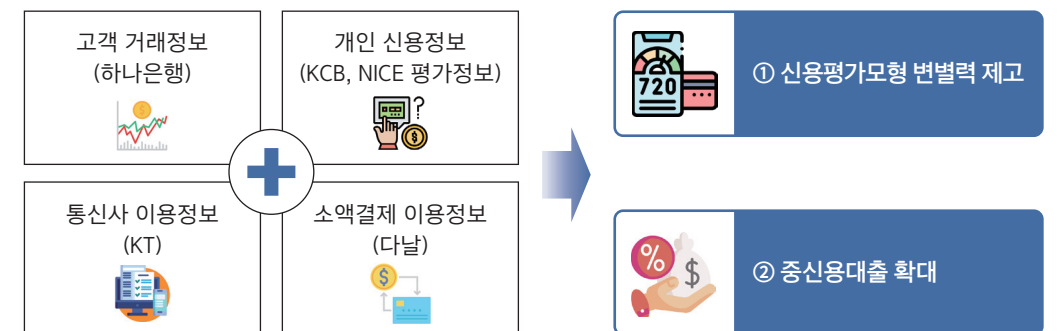 고객 거래정보
(하나은행)
개인 신용정보
(KCB, NICE 평가정보)
통신사 이용정보
(KT)
소액결제 이용정보
(다날)
720
① 신용평가모형 변별력 제고
② 중신용대출 확대